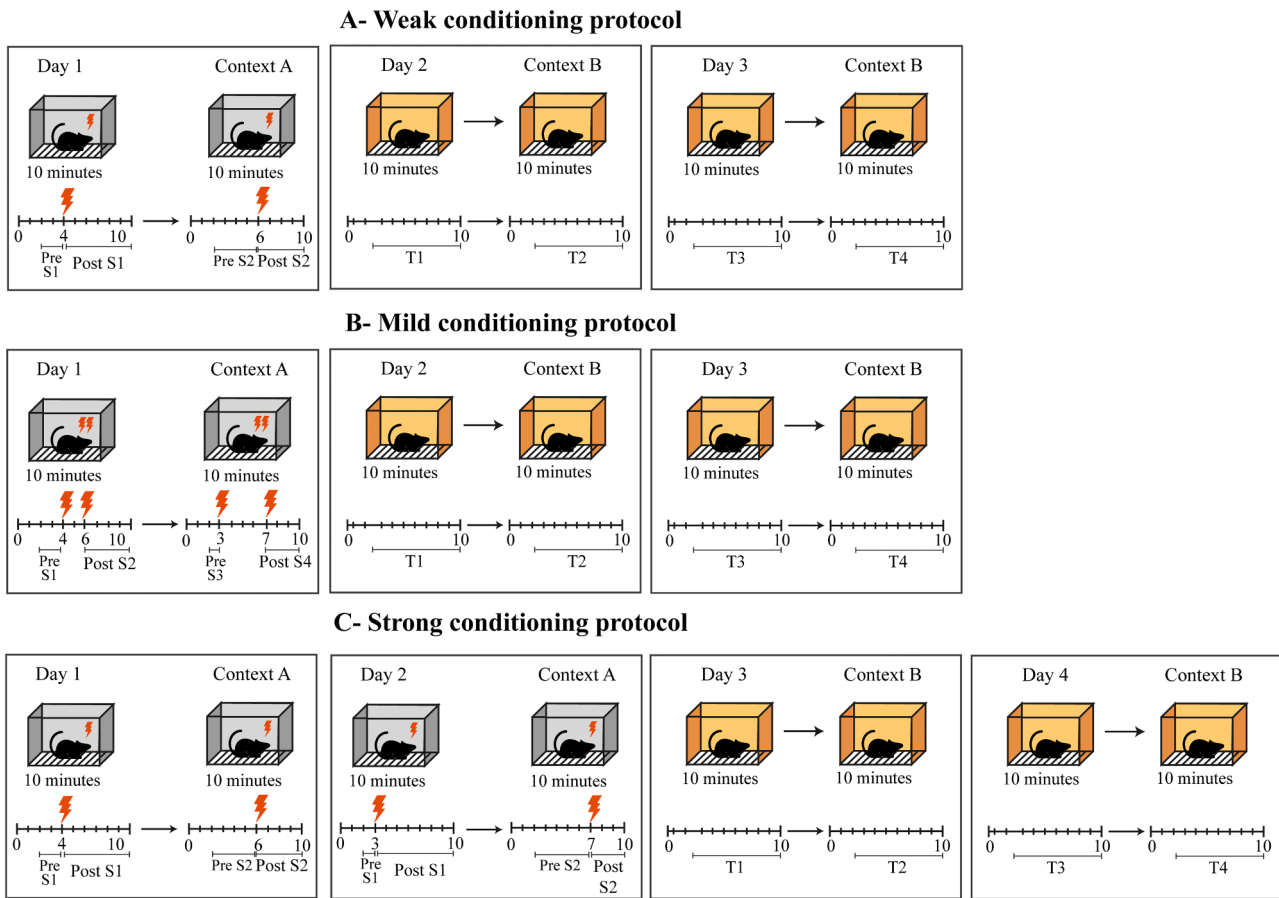 A- Weak conditioning protocol
Day 1 Context A Day 2 Context B Day 3 Context B
10 minutes 10 minutes 10 minutes 10 minutes 10 minutes 10 minutes
0 4 10 0 6 10 0 10 0 10 0 10 0 10
Pre S1 Post S1 Pre S2 Post S2 T1 T2 T3 T4
B- Mild conditioning protocol
Day 1 Context A Day 2 Context B Day 3 Context B
10 minutes 10 minutes 10 minutes 10 minutes 10 minutes 10 minutes
0 4 6 10 0 3 7 10 0 10 0 10 0 10 0 10
Pre S1 Post S2 Pre S3 Post S4 T1 T2 T3 T4
C- Strong conditioning protocol
Day 1 Context A Day 2 Context A Day 3 Context B Day 4 Context B
10 minutes 10 minutes 10 minutes 10 minutes 10 minutes 10 minutes 10 minutes 10 minutes
0 4 10 0 6 10 0 3 10 0 7 10 0 10 0 10 0 10 0 10
Pre S1 Post S1 Pre S2 Post S2 Pre S1 Post S1 Pre S2 Post S2 T1 T2 T3 T4